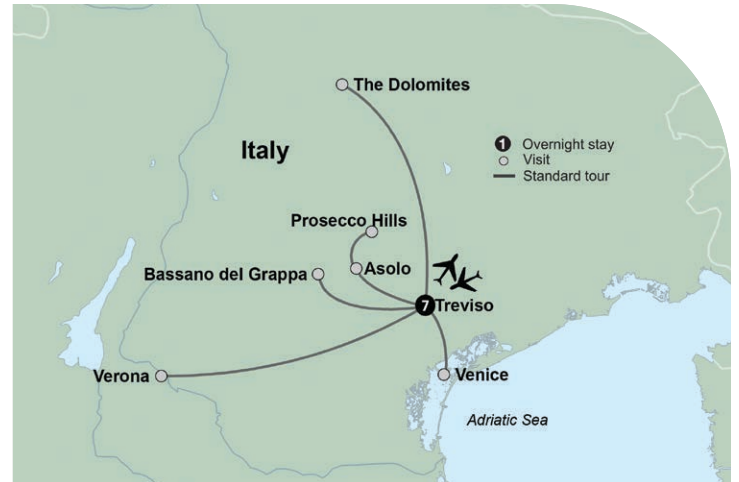 The Dolomites
Italy
1 Overnight stay
Visit
Standard tour
Prosecco Hills
Asolo
Bassano del Grappa
7 Treviso
Verona
Venice
Adriatic Sea